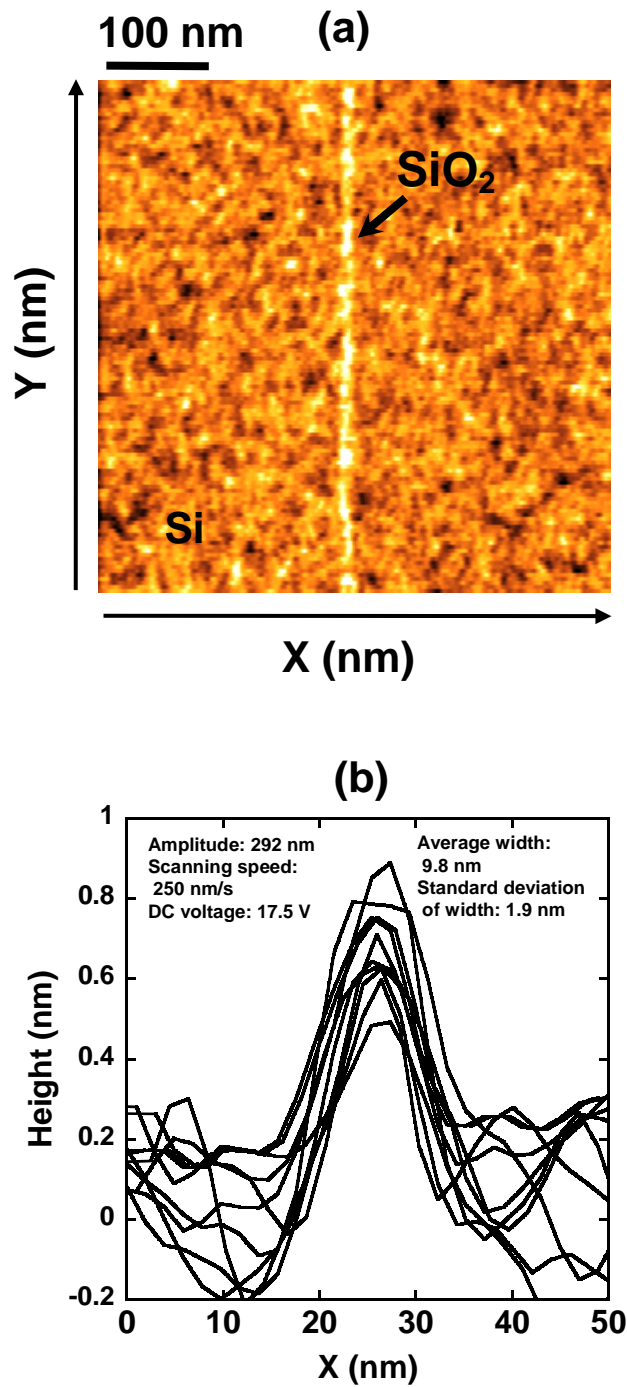 100 nm
(a)
SiO₂
Y (nm)
Si
X (nm)
(b)
Amplitude: 292 nm
Scanning speed:
250 nm/s
DC voltage: 17.5 V
Average width:
9.8 nm
Standard deviation
of width: 1.9 nm
Height (nm)
1
0.8
0.6
0.4
0.2
0
-0.2
0 10 20 30 40 50
X (nm)